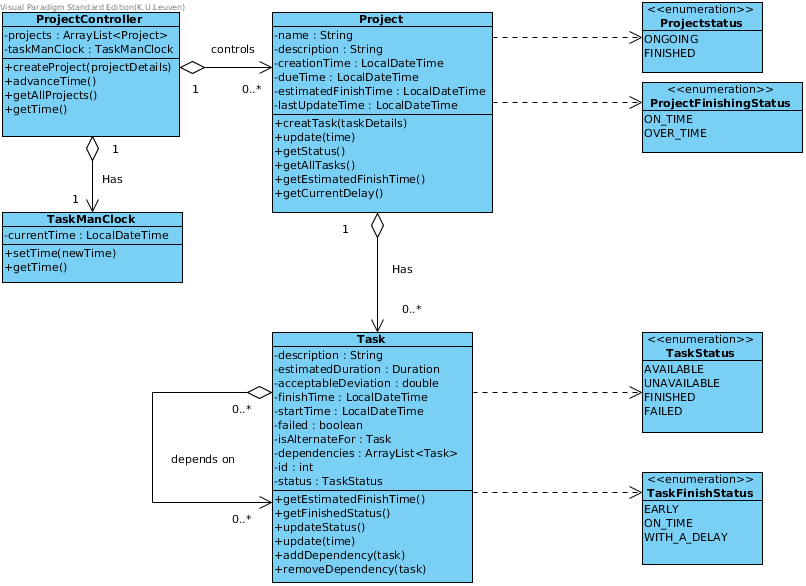 Visual Paradigm Standard Edition(K.U.Leuven)
ProjectController
-projects : ArrayList<Project>
-taskManClock : TaskManClock
+createProject(projectDetails)
+advanceTime()
+getAllProjects()
+getTime()
controls
1
0..*
1
Has
1
TaskManClock
-currentTime : LocalDateTime
+setTime(newTime)
+getTime()
Project
-name : String
-description : String
-creationTime : LocalDateTime
-dueTime : LocalDateTime
-estimatedFinishTime : LocalDateTime
-lastUpdateTime : LocalDateTime
+creatTask(taskDetails)
+update(time)
+getStatus()
+getAllTasks()
+getEstimatedFinishTime()
+getCurrentDelay()
<<enumeration>>
Projectstatus
ONGOING
FINISHED
<<enumeration>>
ProjectFinishingStatus
ON_TIME
OVER_TIME
1
Has
0..*
Task
-description : String
-estimatedDuration : Duration
-acceptableDeviation : double
-finishTime : LocalDateTime
-startTime : LocalDateTime
-failed : boolean
-isAlternateFor : Task
-dependencies : ArrayList<Task>
-id : int
-status : TaskStatus
+getEstimatedFinishTime()
+getFinishedStatus()
+updateStatus()
+update(time)
+addDependency(task)
+removeDependency(task)
0..*
depends on
0..*
<<enumeration>>
TaskStatus
AVAILABLE
UNAVAILABLE
FINISHED
FAILED
<<enumeration>>
TaskFinishStatus
EARLY
ON_TIME
WITH_A_DELAY